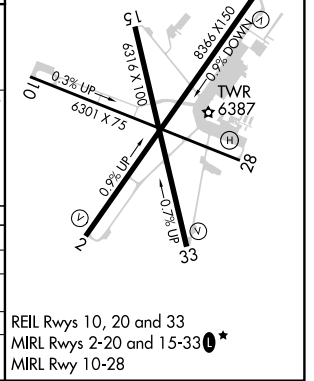 15
8366 X150
0.9% DOWN
V
6316 X 100
TWR
6387
0.3% UP
10
6301 X 75
H
28
0.9% UP
0.7% UP
V
2
V
33
REIL Rwys 10, 20 and 33
MIRL Rwys 2-20 and 15-33 L
MIRL Rwy 10-28